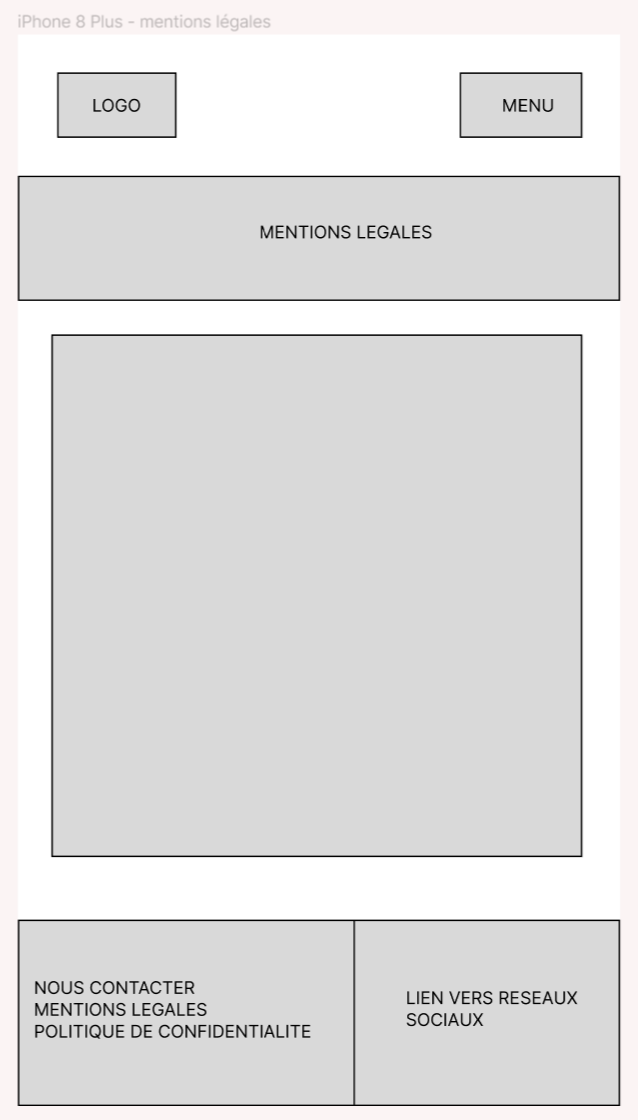 iPhone 8 Plus - mentions légales
LOGO
MENU
MENTIONS LEGALES
NOUS CONTACTER
MENTIONS LEGALES
POLITIQUE DE CONFIDENTIALITE
LIEN VERS RESEAUX
SOCIAUX